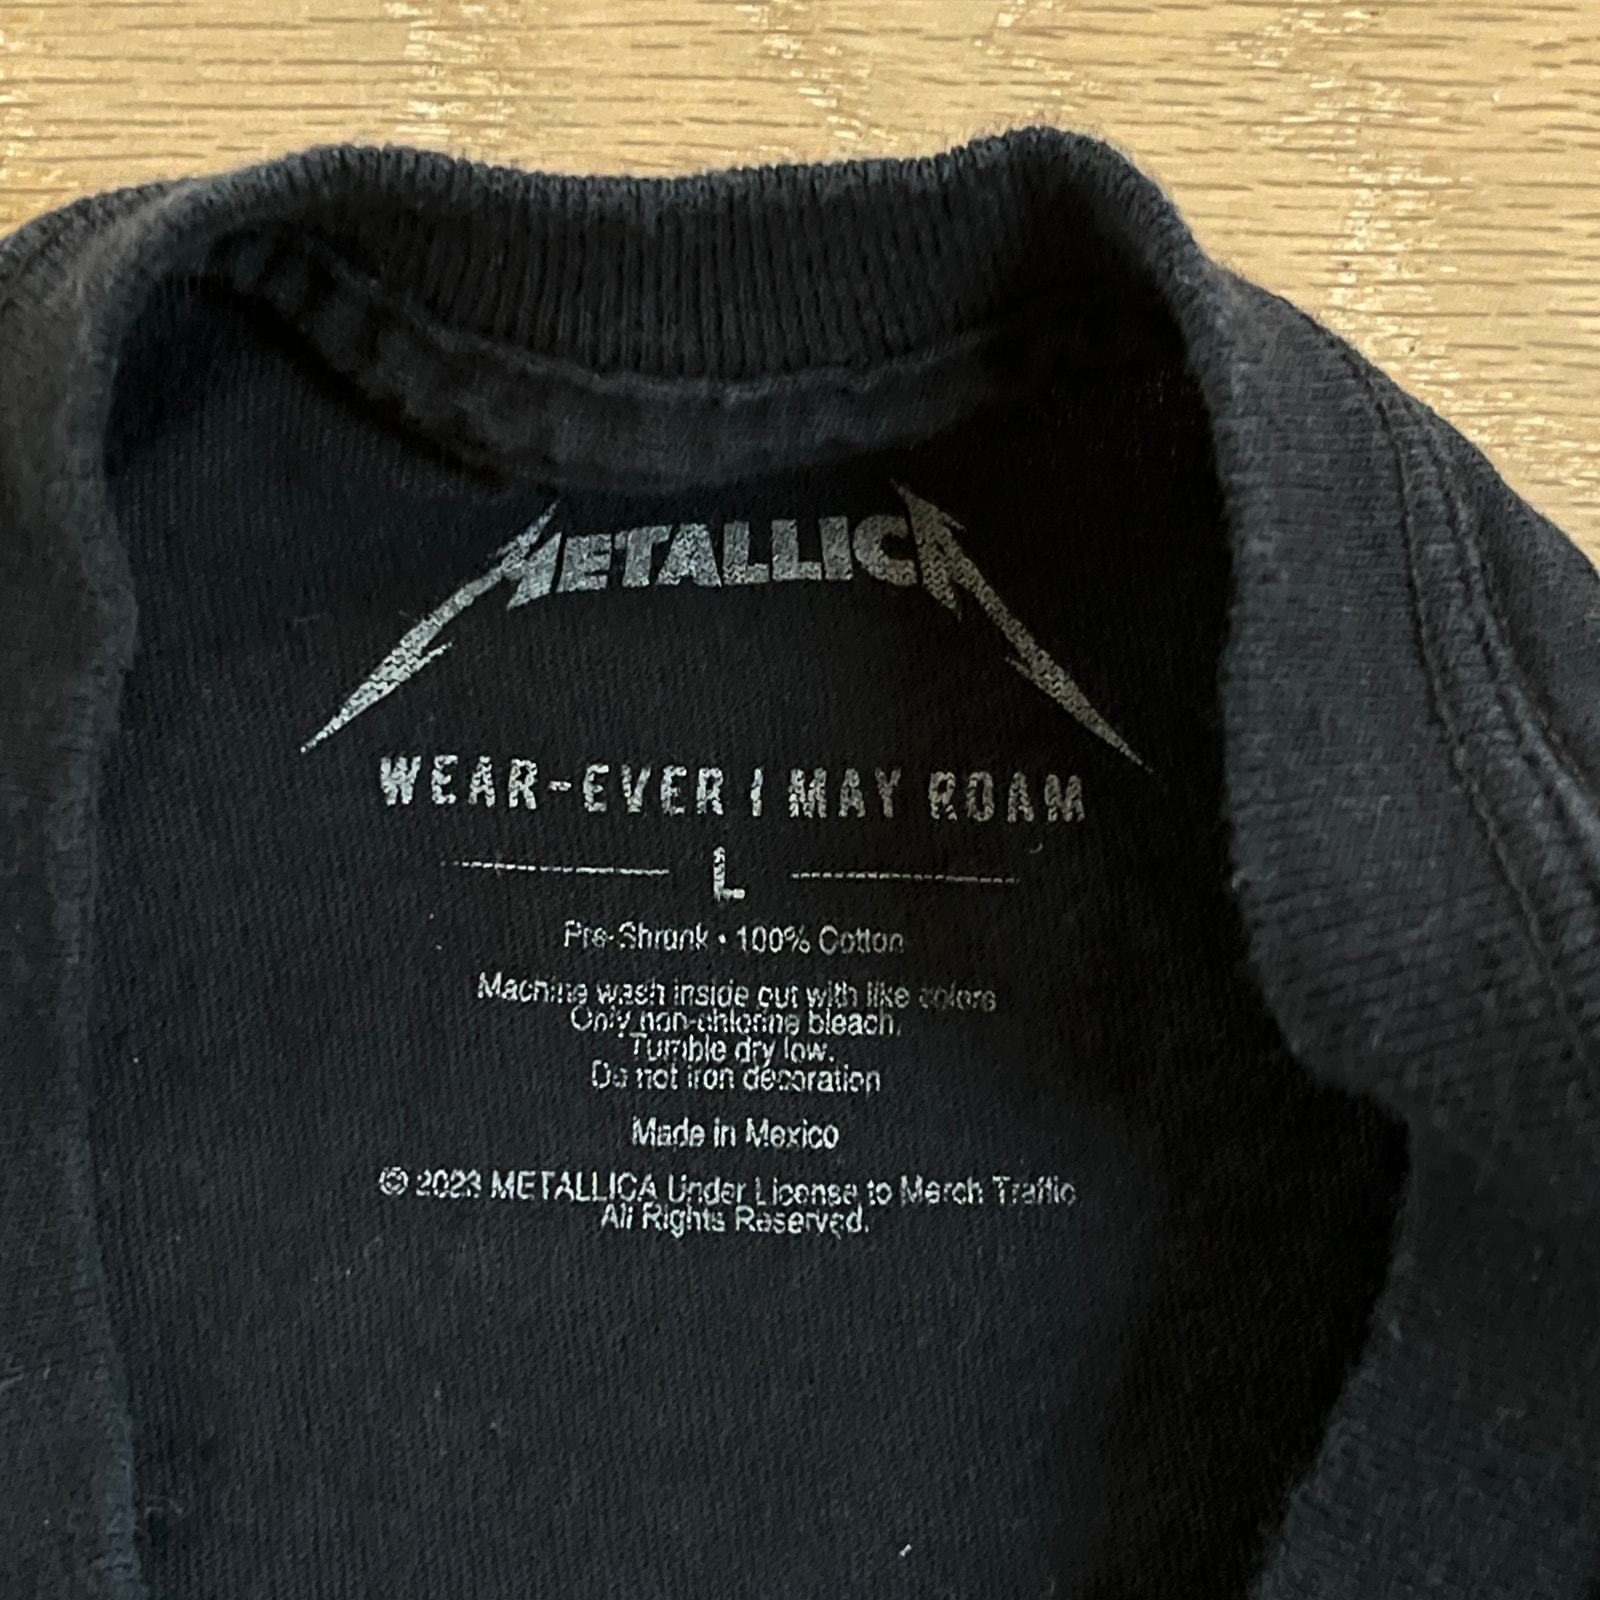 METALLICA
WEAR-EVER I MAY ROAM
L
Pre-Shrunk • 100% Cotton
Machine wash inside out with like colors
Only non-chlorine bleach.
Tumble dry low.
Do not iron decoration
Made in Mexico
© 2023 METALLICA Under License to Merch Traffic
All Rights Reserved.